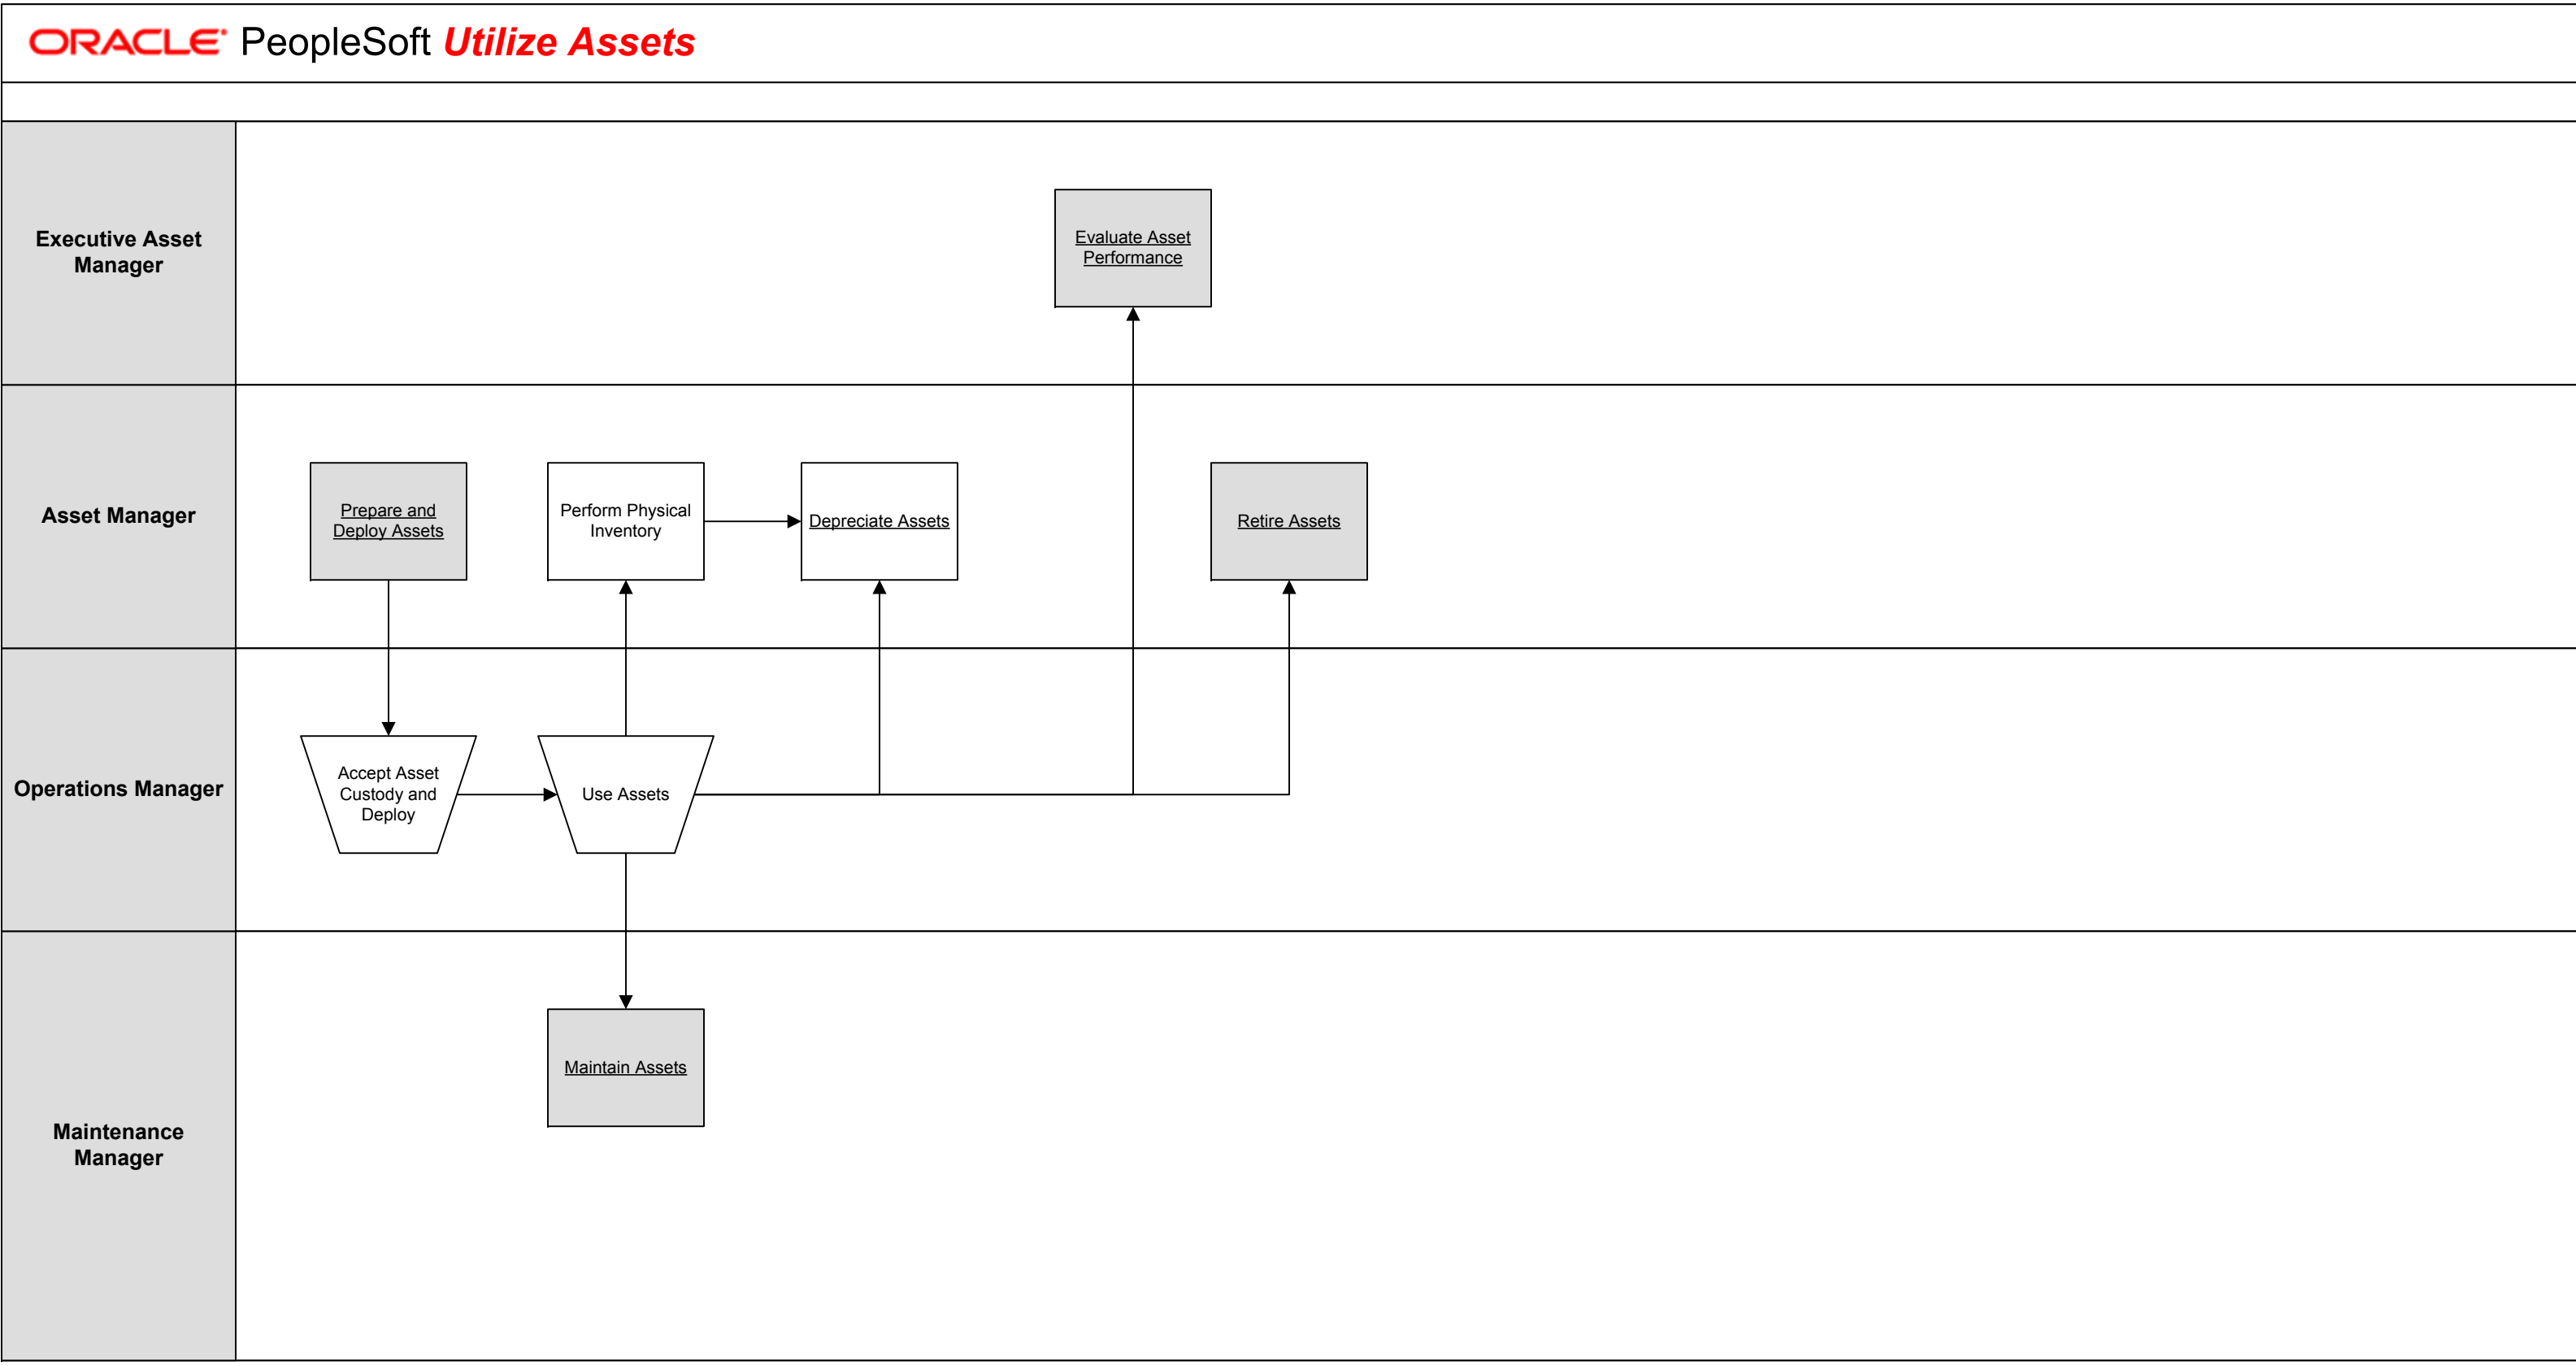 ORACLE PeopleSoft Utilize Assets
Executive Asset
Manager
Evaluate Asset
Performance
Asset Manager
Prepare and
Deploy Assets
Perform Physical
Inventory
Depreciate Assets
Retire Assets
Operations Manager
Accept Asset
Custody and
Deploy
Use Assets
Maintenance
Manager
Maintain Assets